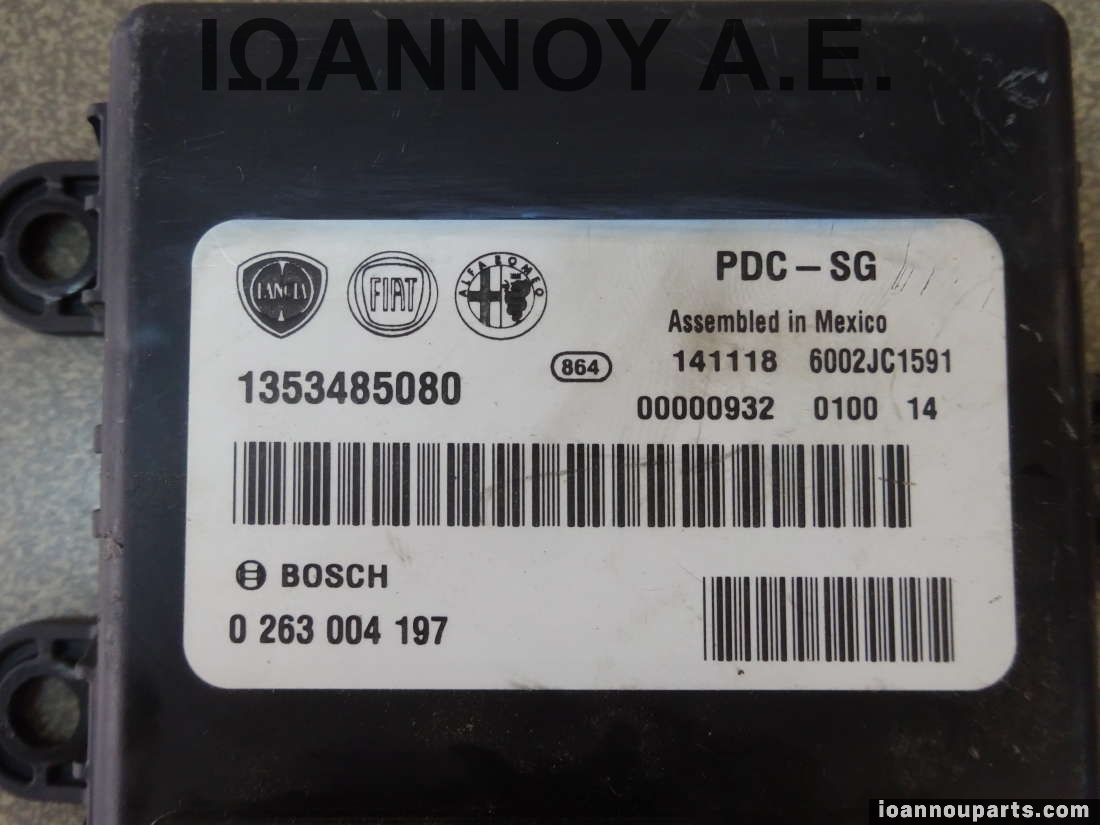 ΙΩΑΝΝΟΥ Α.Ε.
LANCIA FIAT ALFA ROMEO
PDC – SG
Assembled in Mexico
864 141118 6002JC1591
1353485080
00000932 0100 14
BOSCH
0 263 004 197
ioannouparts.com